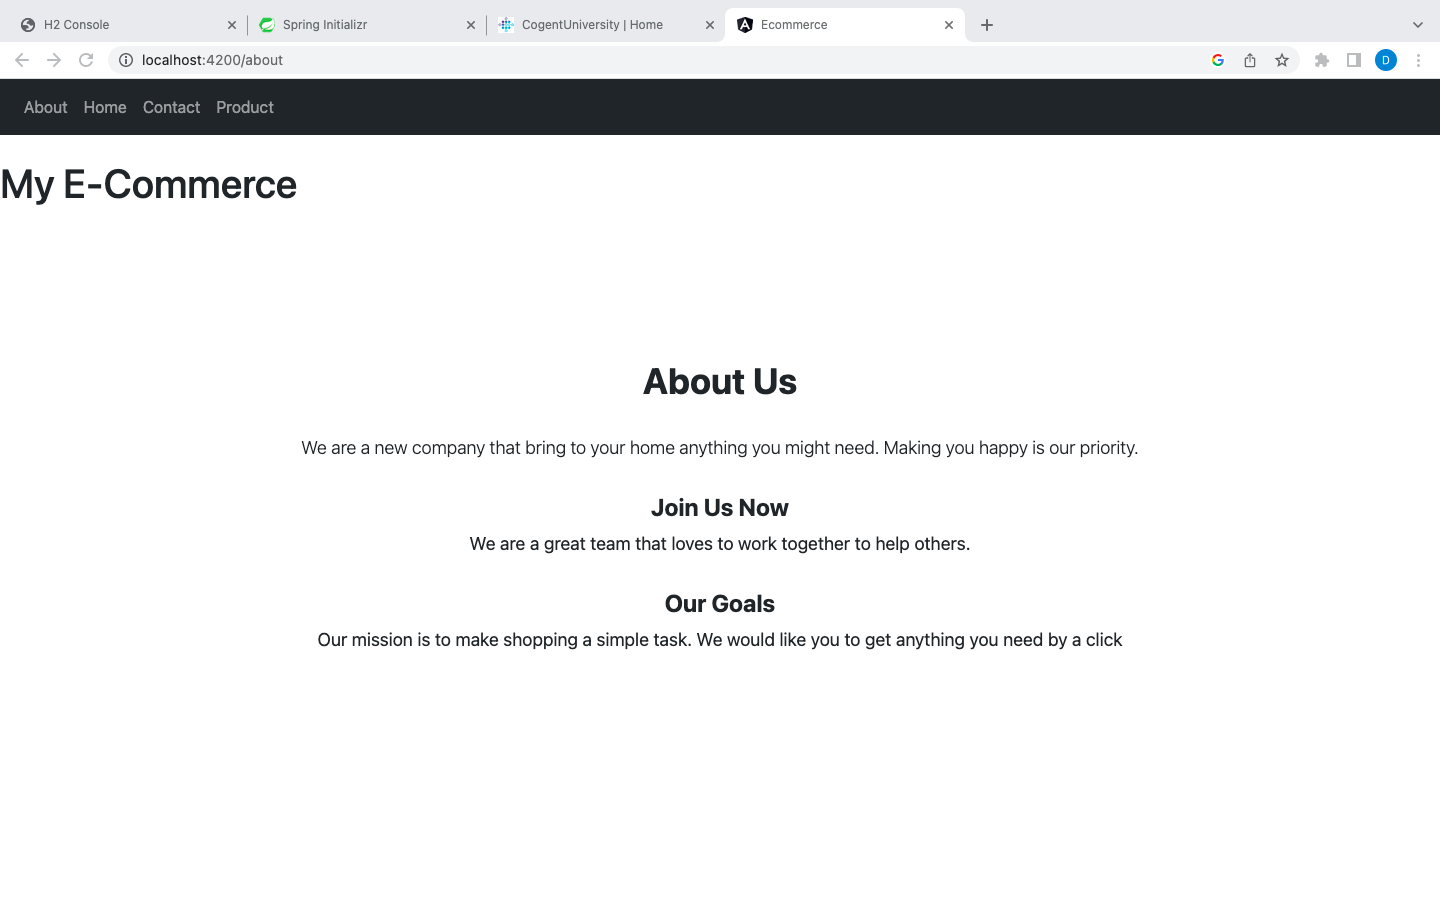 H2 Console
Spring Initializr
CogentUniversity | Home
Ecommerce
localhost:4200/about
D
About Home Contact Product
My E-Commerce
About Us
We are a new company that bring to your home anything you might need. Making you happy is our priority.
Join Us Now
We are a great team that loves to work together to help others.
Our Goals
Our mission is to make shopping a simple task. We would like you to get anything you need by a click